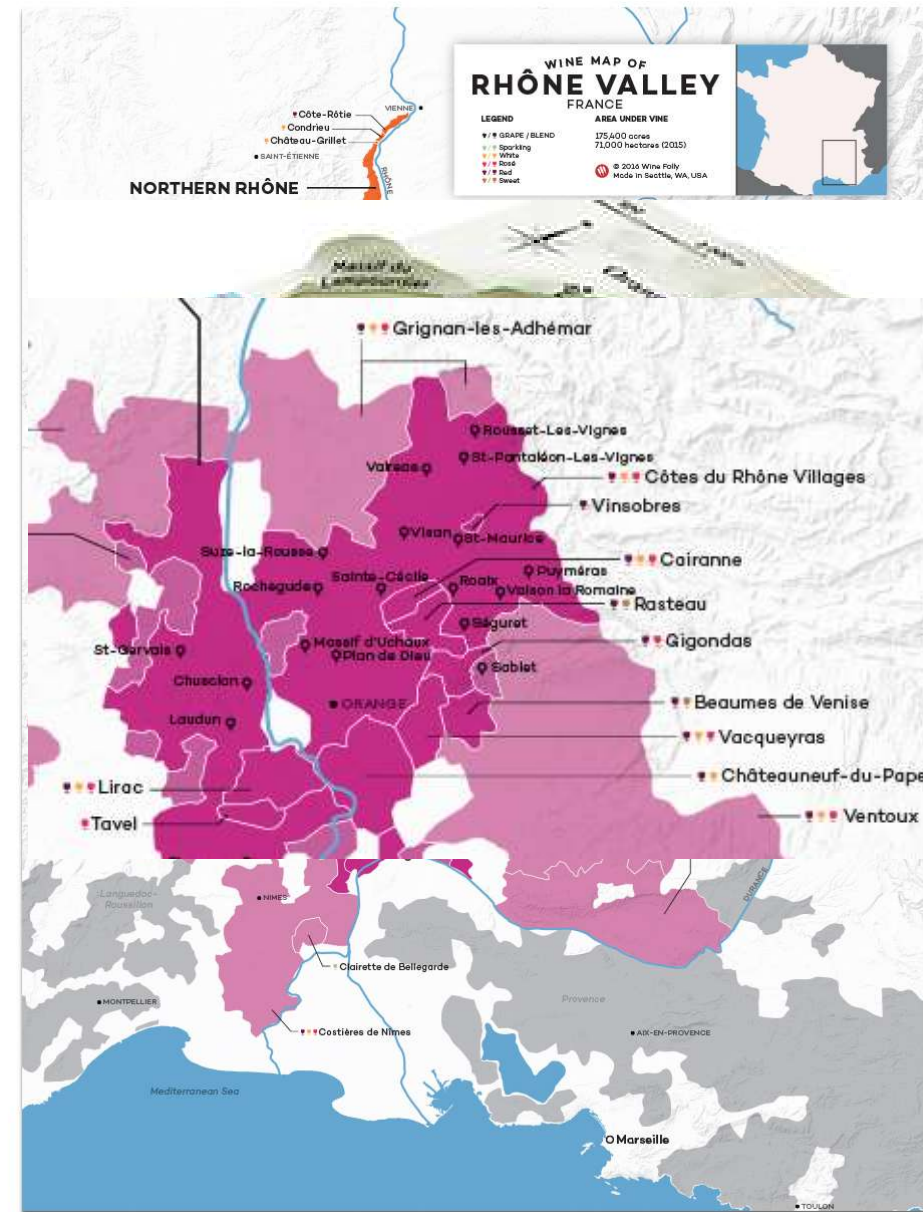 WINE MAP OF
RHÔNE VALLEY
FRANCE
LEGEND
GRAPE / BLEND
Sparkling
White
Rosé
Red
Sweet
AREA UNDER VINE
175,400 acres
71,000 hectares (2015)
© 2016 Wine Folly
Made in Seattle, WA, USA
VIENNE
Côte-Rôtie
Condrieu
Château-Grillet
SAINT-ÉTIENNE
RHÔNE
NORTHERN RHÔNE
Massif du
Grignan-les-Adhémar
Rousset-Les-Vignes
St-Pantaléon-Les-Vignes
Valreas
Côtes du Rhône Villages
Vinsobres
Visan
St-Maurice
Suze-la-Rousse
Cairanne
Puyméras
Sainte-Cécile
Roaix
Rochegude
Vaison la Romaine
Rasteau
Séguret
Gigondas
Massif d'Uchaux
St-Gervais
Plan de Dieu
Sablet
Chusclan
Beaumes de Venise
ORANGE
Laudun
Vacqueyras
Châteauneuf-du-Pape
Lirac
Ventoux
Tavel
Languedoc-
Roussillon
NIMES
DURANCE
Clairette de Bellegarde
MONTPELLIER
Provence
Costières de Nîmes
AIX-EN-PROVENCE
Mediterranean Sea
Marseille
TOULON